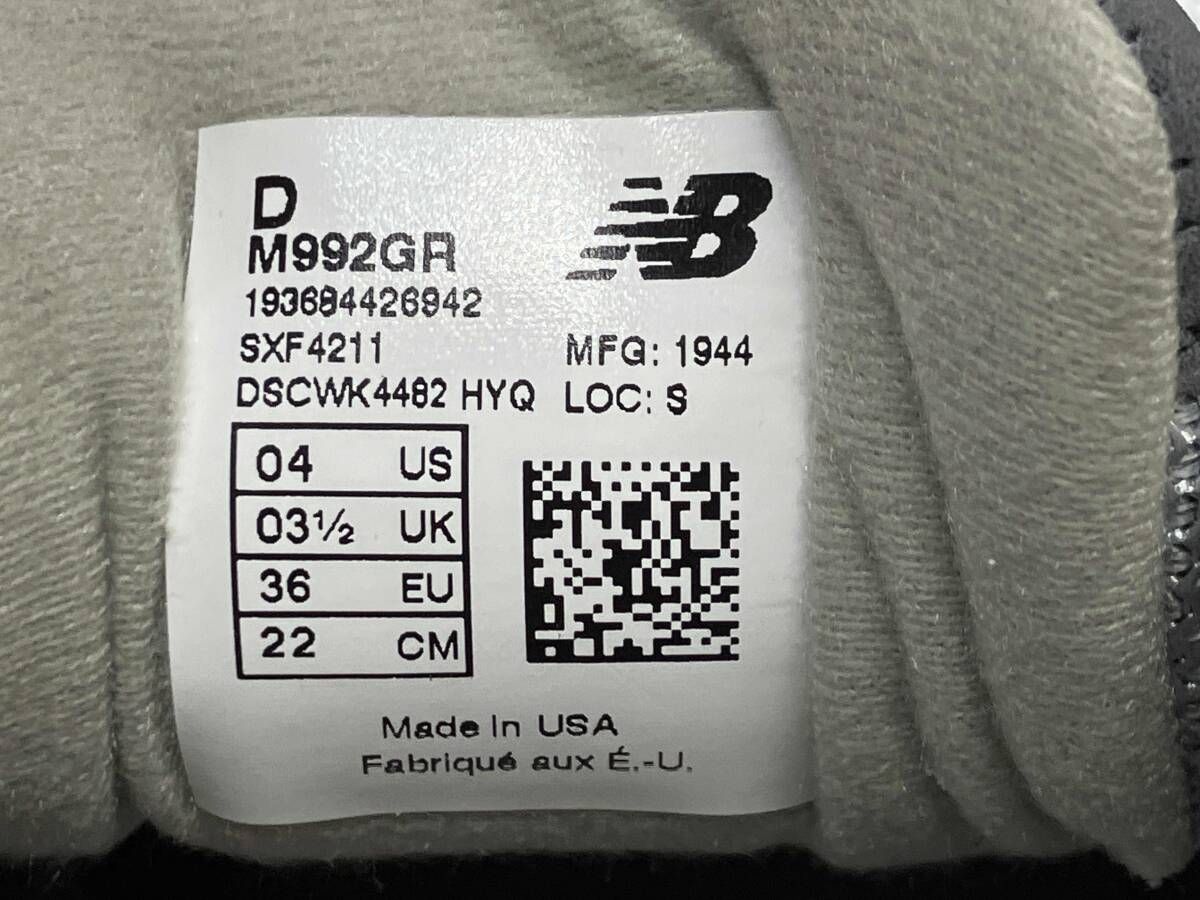 D
NB
M992GR
193684426942
SXF4211 MFG: 1944
DSCWK4482 HYQ LOC: S
04 US
03½ UK
36 EU
22 CM
Made in USA
Fabriqué aux É.-U.